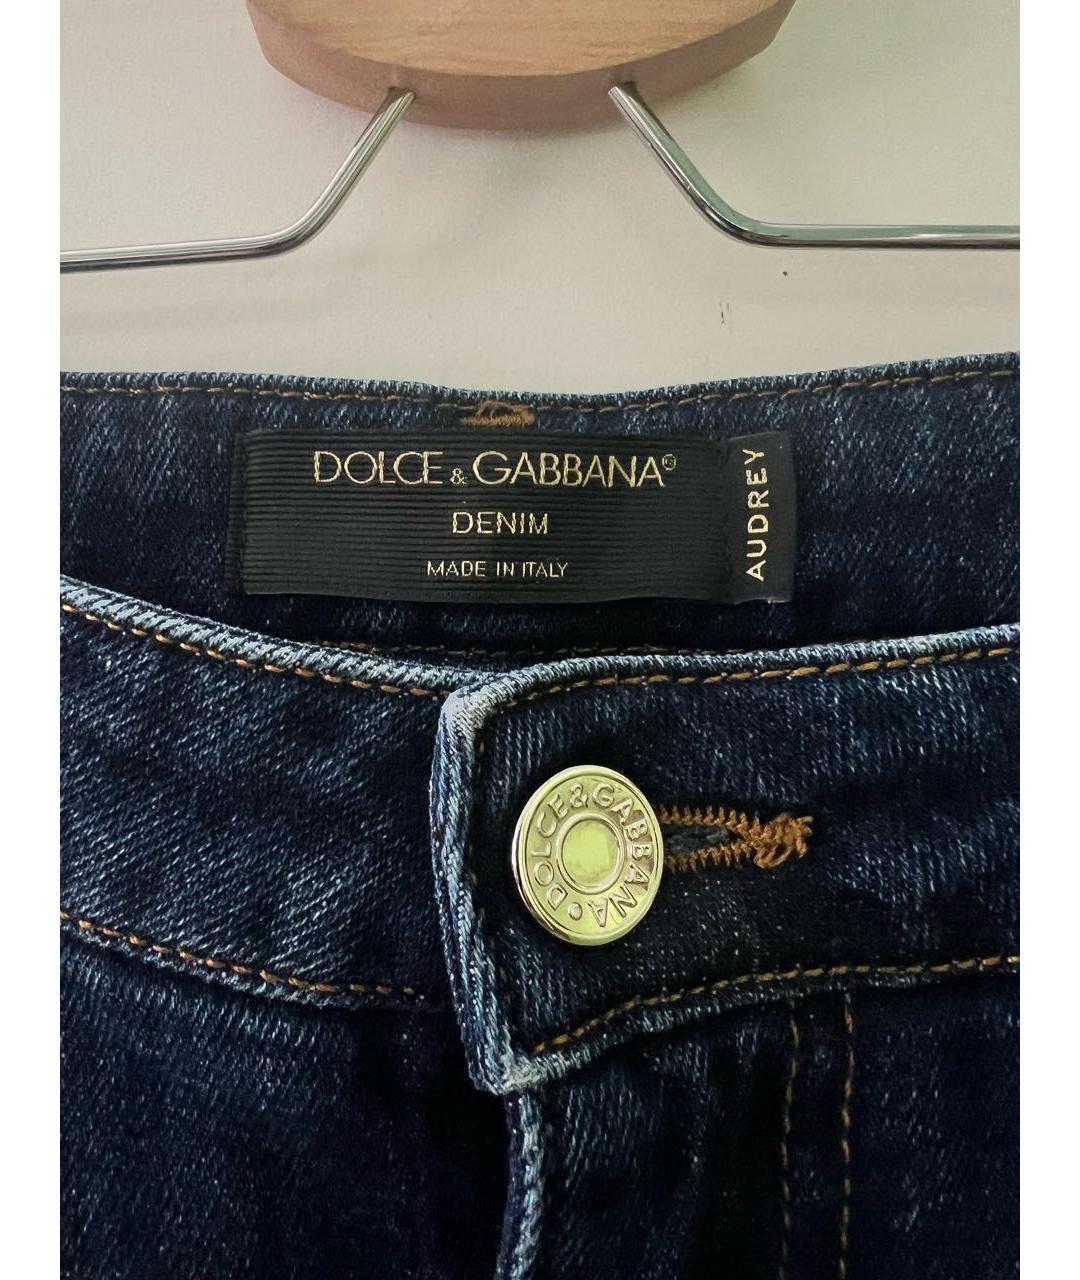 DOLCE & GABBANA®
DENIM
MADE IN ITALY
AUDREY
DOLCE&GABBANA